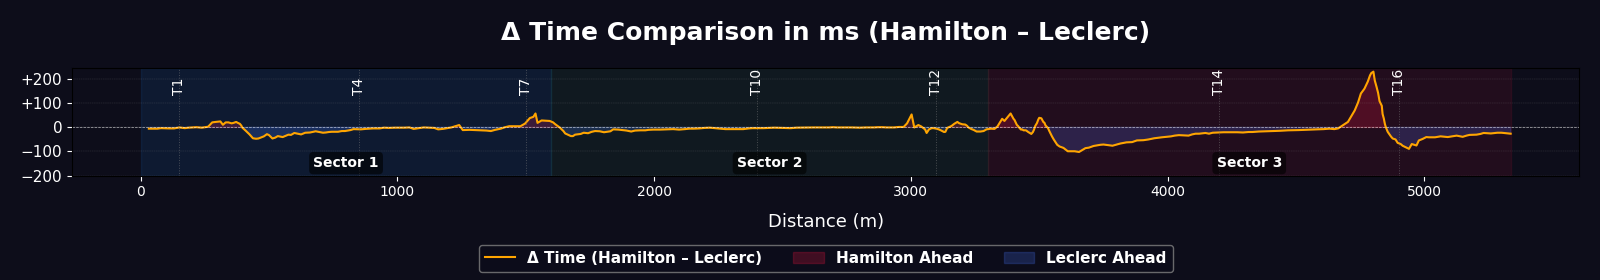 Δ Time Comparison in ms (Hamilton – Leclerc)
+200
+100
0
−100
−200
T1
T4
T7
T10
T12
T14
T16
Sector 1
Sector 2
Sector 3
0 1000 2000 3000 4000 5000
Distance (m)
Δ Time (Hamilton – Leclerc) Hamilton Ahead Leclerc Ahead